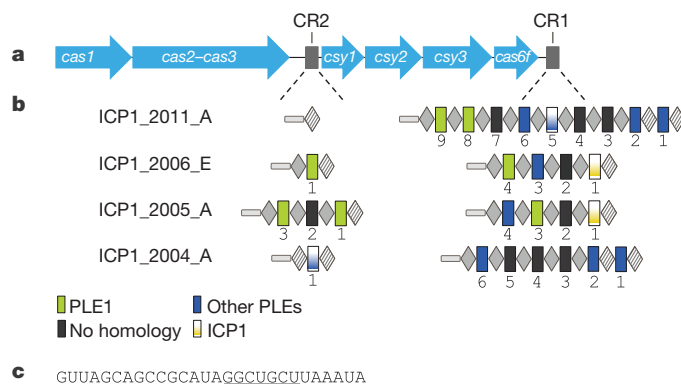 CR2 CR1
a cas1 cas2–cas3 csy1 csy2 csy3 cas6f
b
ICP1_2011_A
9 8 7 6 5 4 3 2 1
ICP1_2006_E
1 4 3 2 1
ICP1_2005_A
3 2 1 4 3 2 1
ICP1_2004_A
1 6 5 4 3 2 1
PLE1 Other PLEs
No homology ICP1
c GUUAGCAGCCGCAUAGGCUGCUUAAAUA